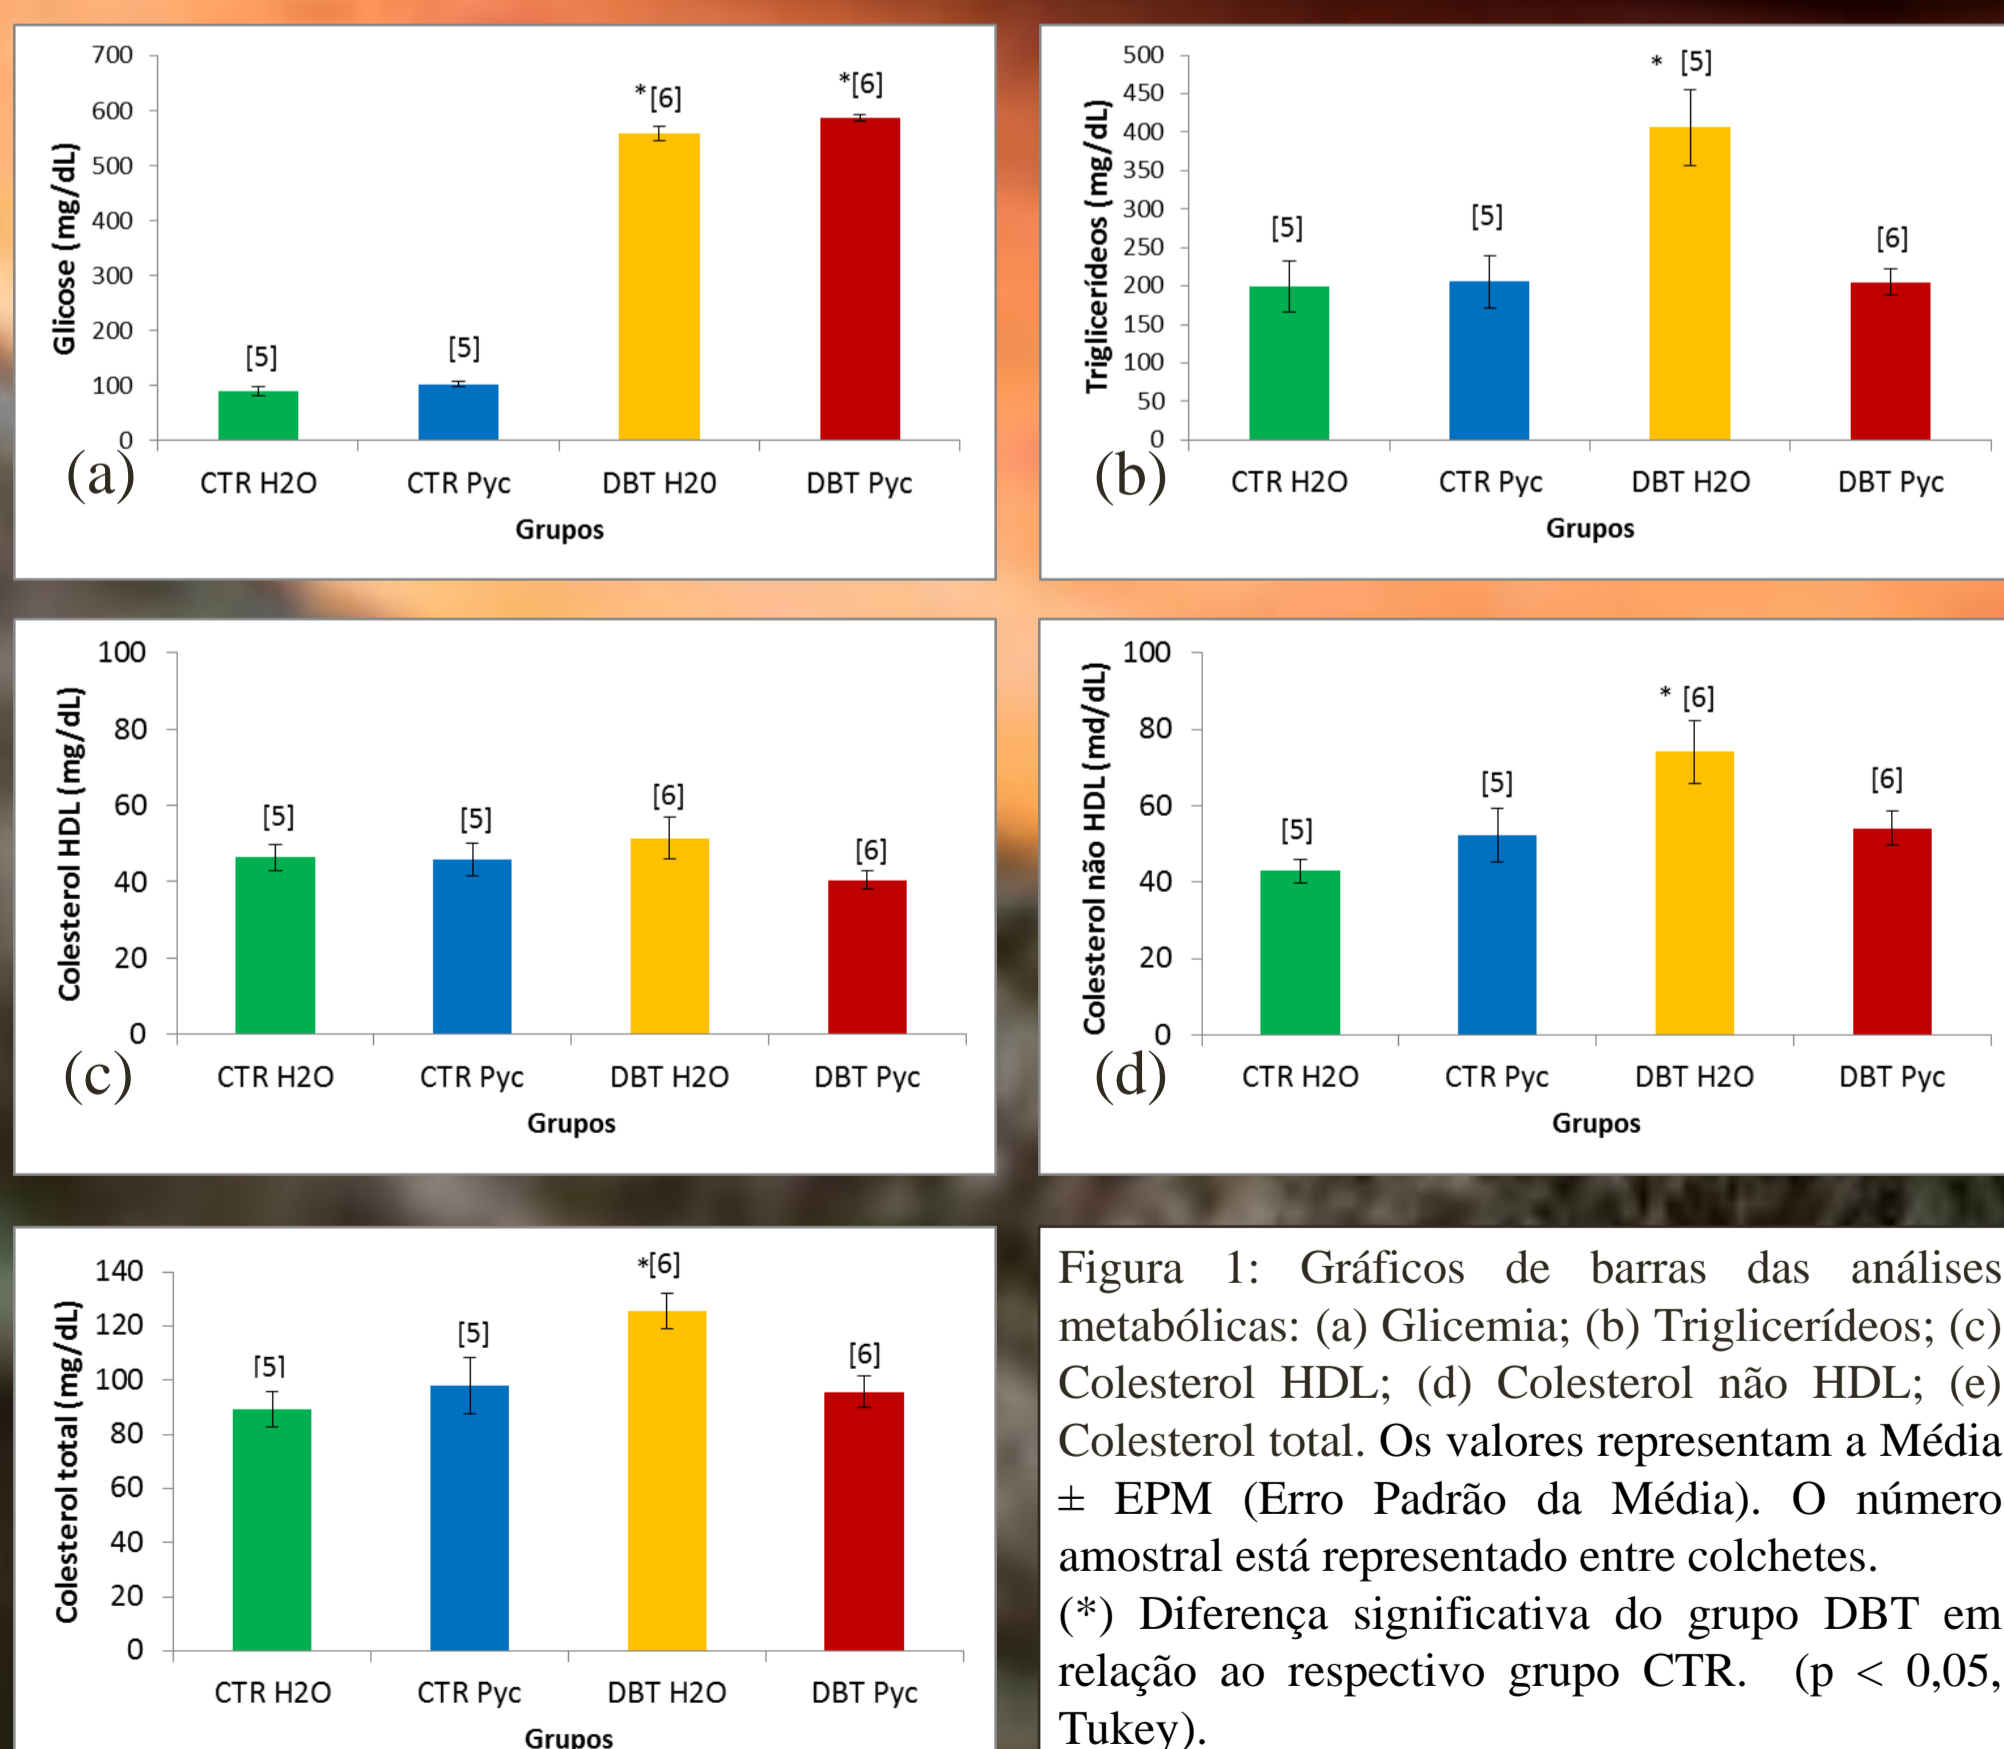 700
600
500
400
300
200
100
0
Glicose (mg/dL)
[5]
[5]
*[6]
*[6]
CTR H2O
CTR Pyc
DBT H20
DBT Pyc
Grupos
(a)
500
450
400
350
300
250
200
150
100
50
0
Triglicerídeos (mg/dL)
[5]
[5]
* [5]
[6]
CTR H2O
CTR Pyc
DBT H2O
DBT Pyc
Grupos
(b)
100
80
60
40
20
0
Colesterol HDL (mg/dL)
[5]
[5]
[6]
[6]
CTR H2O
CTR Pyc
DBT H2O
DBT Pyc
Grupos
(c)
100
80
60
40
20
0
Colesterol não HDL (md/dL)
[5]
[5]
* [6]
[6]
CTR H2O
CTR Pyc
DBT H2O
DBT Pyc
Grupos
(d)
140
120
100
80
60
40
20
0
Colesterol total (mg/dL)
[5]
[5]
*[6]
[6]
CTR H2O
CTR Pyc
DBT H2O
DBT Pyc
Grupos
Figura 1: Gráficos de barras das análises
metabólicas: (a) Glicemia; (b) Triglicerídeos; (c)
Colesterol HDL; (d) Colesterol não HDL; (e)
Colesterol total. Os valores representam a Média
± EPM (Erro Padrão da Média). O número
amostral está representado entre colchetes.
(*) Diferença significativa do grupo DBT em
relação ao respectivo grupo CTR. (p < 0,05,
Tukey).